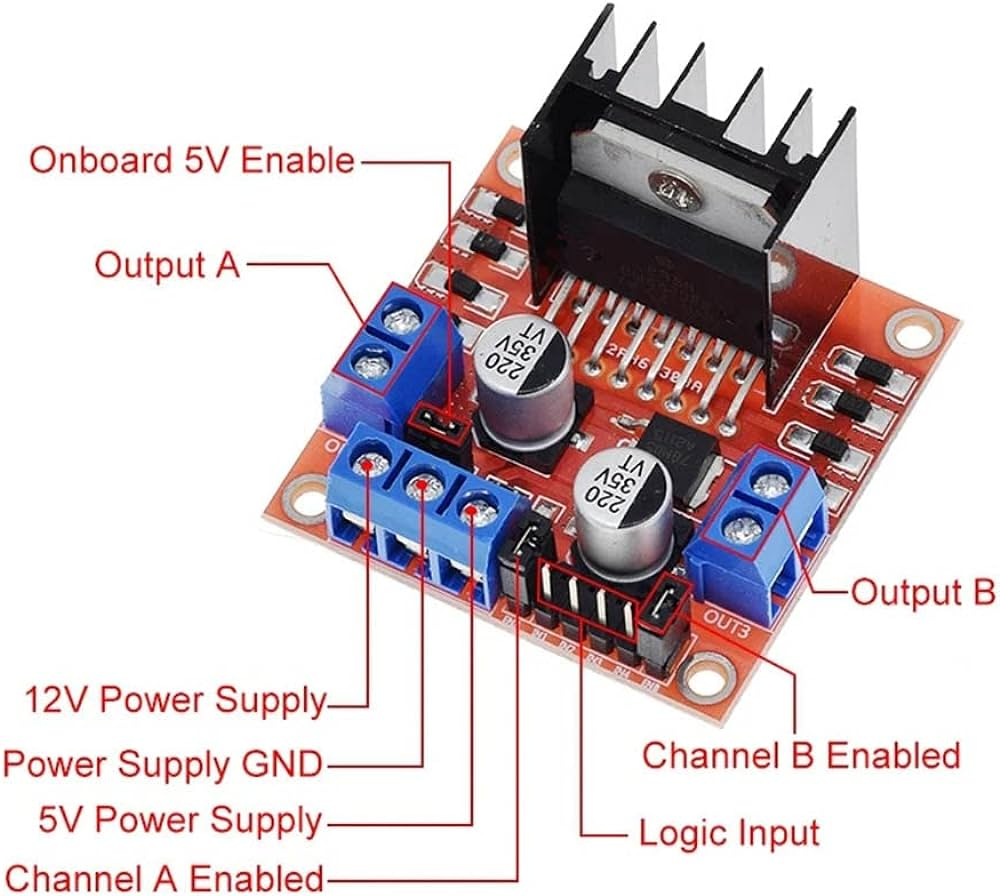 Onboard 5V Enable
Output A
220
35V
VT
220
35V
VT
Output B
OUT3
12V Power Supply
Power Supply GND
5V Power Supply
Channel A Enabled
Channel B Enabled
Logic Input